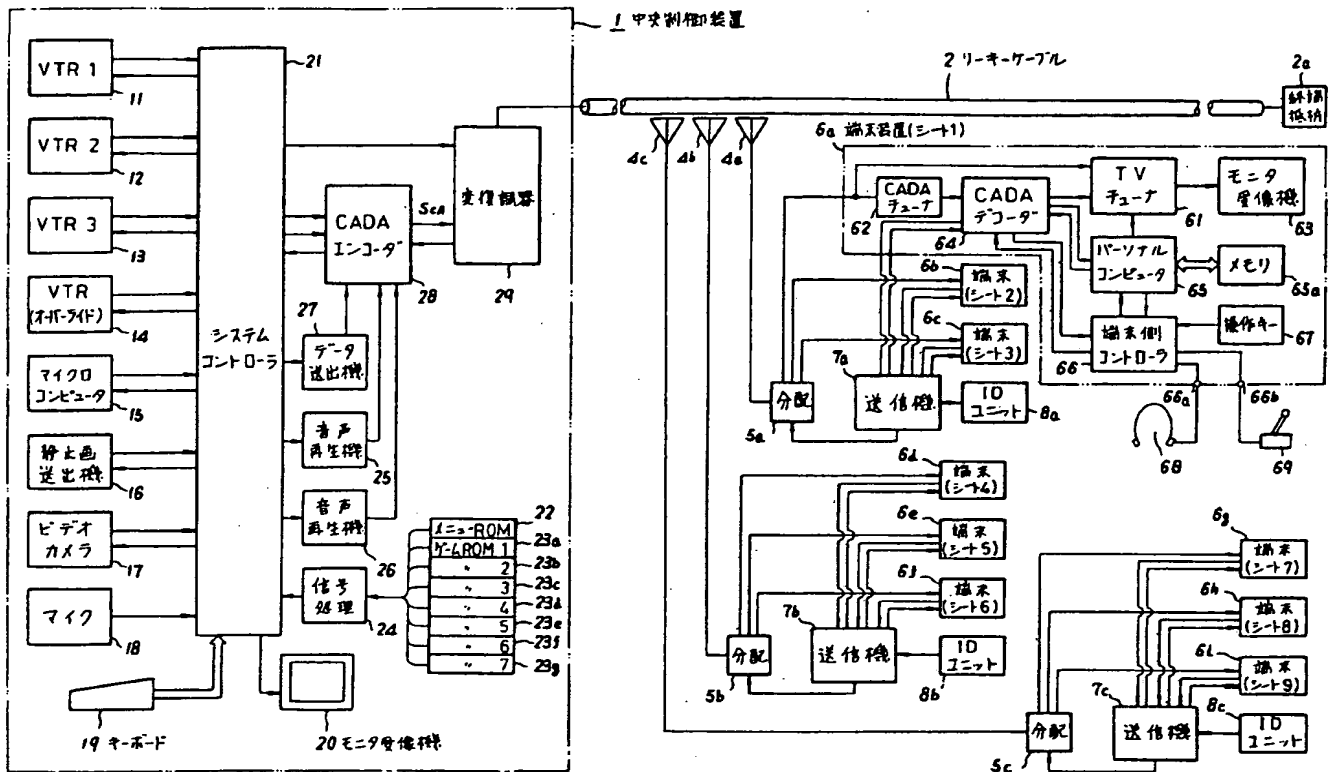 1 中央制御装置
VTR 1
11
VTR 2
12
VTR 3
13
VTR
(オーバーライド)
14
マイクロ
コンピュータ
15
静止画
送出機
16
ビデオ
カメラ
17
マイク
18
19 キーボード
20 モニタ受像機
21
システム
コントローラ
メニューROM
22
ゲームROM 1
23a
〃 2
23b
〃 3
23c
〃 4
23d
〃 5
23e
〃 6
23f
〃 7
23g
信号
処理
24
音声
再生機
25
音声
再生機
26
27
データ
送出機
CADA
エンコーダ
28
SCA
変復調器
29
2 リーキーケーブル
2a
終端
抵抗
4c
4b
4a
6a 端末装置(シート1)
CADA
チューナ
62
CADA
デコーダ
64
TV
チューナ
61
モニタ
受像機
63
パーソナル
コンピュータ
65
メモリ
65a
端末側
コントローラ
66
操作キー
67
66a
66b
68
69
6b
端末
(シート2)
6c
端末
(シート3)
7a
送信機
IDユニット
8a
分配
5a
6d
端末
(シート4)
6e
端末
(シート5)
6f
端末
(シート6)
7b
送信機
IDユニット
8b
分配
5b
6g
端末
(シート7)
6h
端末
(シート8)
6i
端末
(シート9)
7c
送信機
8c
IDユニット
分配
5c